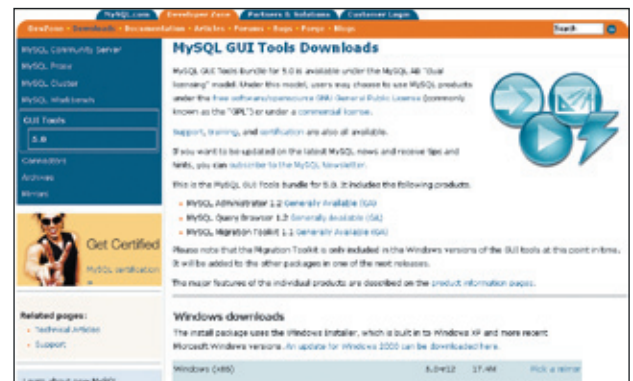 MySQL.com Developer Zone Partners & Solutions Customer Login
DevZone Downloads Documentation Articles Forums Bugs Forge Blogs
Search
MySQL Community Server
MySQL Proxy
MySQL Cluster
MySQL Workbench
GUI Tools
5.0
Connectors
Archives
Mirrors
Get Certified
MySQL certification
»
Related pages:
Technical Articles
Support
Learn about new MySQL
MySQL GUI Tools Downloads
MySQL GUI Tools Bundle for 5.0 is available under the MySQL AB "Dual
licensing" model. Under this model, users may choose to use MySQL products
under the free software/opensource GNU General Public License (commonly
known as the "GPL") or under a commercial license.
Support, training, and certification are also all available.
If you want to be updated on the latest MySQL news and receive tips and
hints, you can subscribe to the MySQL Newsletter.
This is the MySQL GUI Tools Bundle for 5.0. It includes the following products.
MySQL Administrator 1.2 Generally Available (GA)
MySQL Query Browser 1.2 Generally Available (GA)
MySQL Migration Toolkit 1.1 Generally Available (GA)
Please note that the Migration Toolkit is only included in the Windows versions of the GUI tools at this point in time.
It will be added to the other packages in one of the next releases.
The major features of the individual products are described on the product information pages.
Windows downloads
The install package uses the Windows Installer, which is built in to Windows XP and more recent
Microsoft Windows versions. An update for Windows 2000 can be downloaded here.
Windows (x86) 5.0-r12 17.4M Pick a mirror